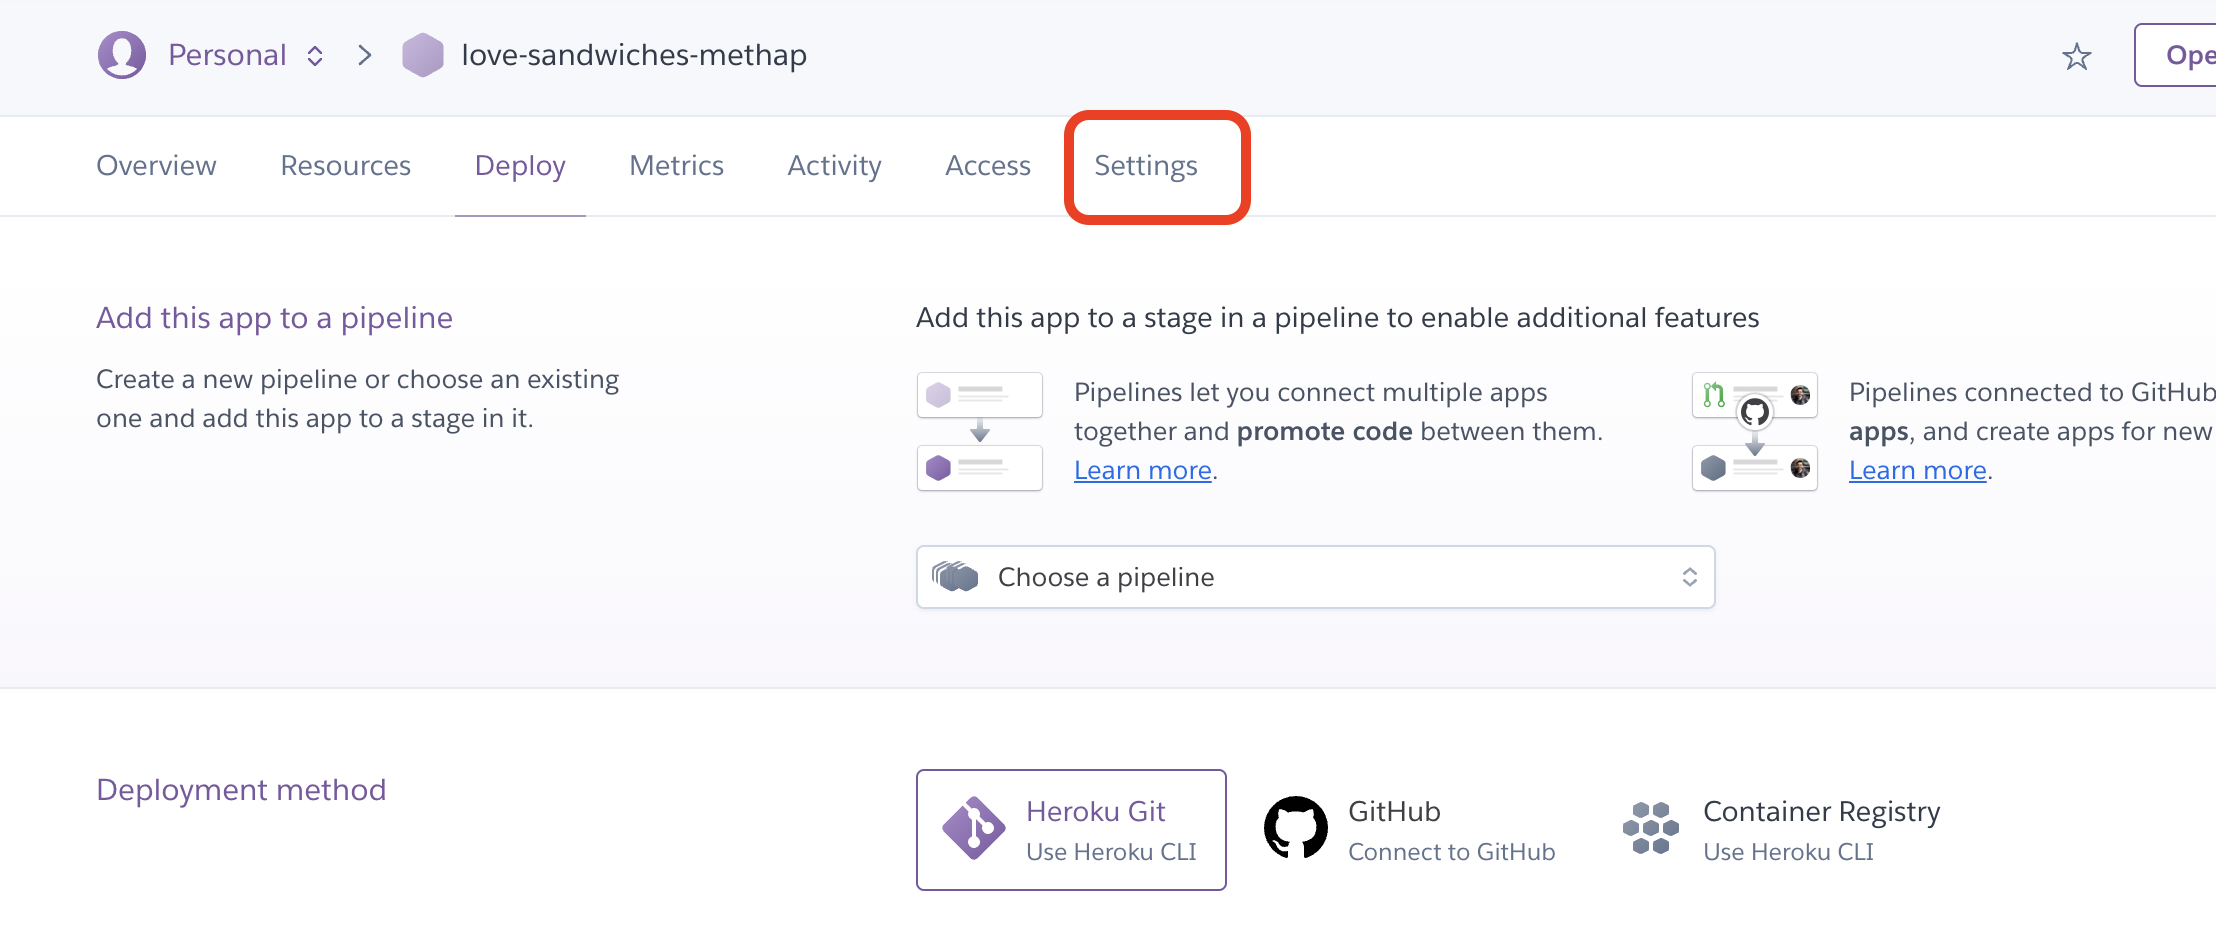 Personal
love-sandwiches-methap
Ope
Overview
Resources
Deploy
Metrics
Activity
Access
Settings
Add this app to a pipeline
Create a new pipeline or choose an existing
one and add this app to a stage in it.
Add this app to a stage in a pipeline to enable additional features
Pipelines let you connect multiple apps
together and promote code between them.
Learn more.
Pipelines connected to GitHub
apps, and create apps for new
Learn more.
Choose a pipeline
Deployment method
Heroku Git
Use Heroku CLI
GitHub
Connect to GitHub
Container Registry
Use Heroku CLI